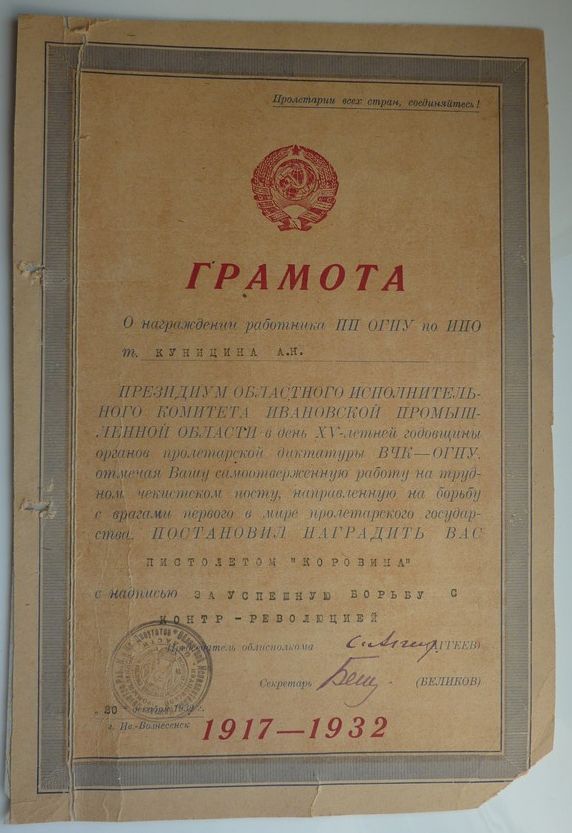 Пролетарии всех стран, соединяйтесь!
ГРАМОТА
О награждении работника ПП ОГПУ по ИПО
т. КУНИЦИНА А.Н.
ПРЕЗИДИУМ ОБЛАСТНОГО ИСПОЛНИТЕЛЬ-
НОГО КОМИТЕТА ИВАНОВСКОЙ ПРОМЫШ-
ЛЕННОЙ ОБЛАСТИ в день XV-летней годовщины
органов пролетарской диктатуры ВЧК—ОГПУ,
отмечая Вашу самоотверженную работу на труд-
ном чекистском посту, направленную на борьбу
с врагами первого в мире пролетарского государ-
ства, ПОСТАНОВИЛ НАГРАДИТЬ ВАС
ПИСТОЛЕТОМ "КОРОВИНА"
с надписью ЗА УСПЕШНУЮ БОРЬБУ С
КОНТР-РЕВОЛЮЦИЕЙ
Председатель облисполкома (АГЕЕВ)
Секретарь (БЕЛИКОВ)
20 декабря 1932 г.
г. Ив.-Вознесенск
1917—1932